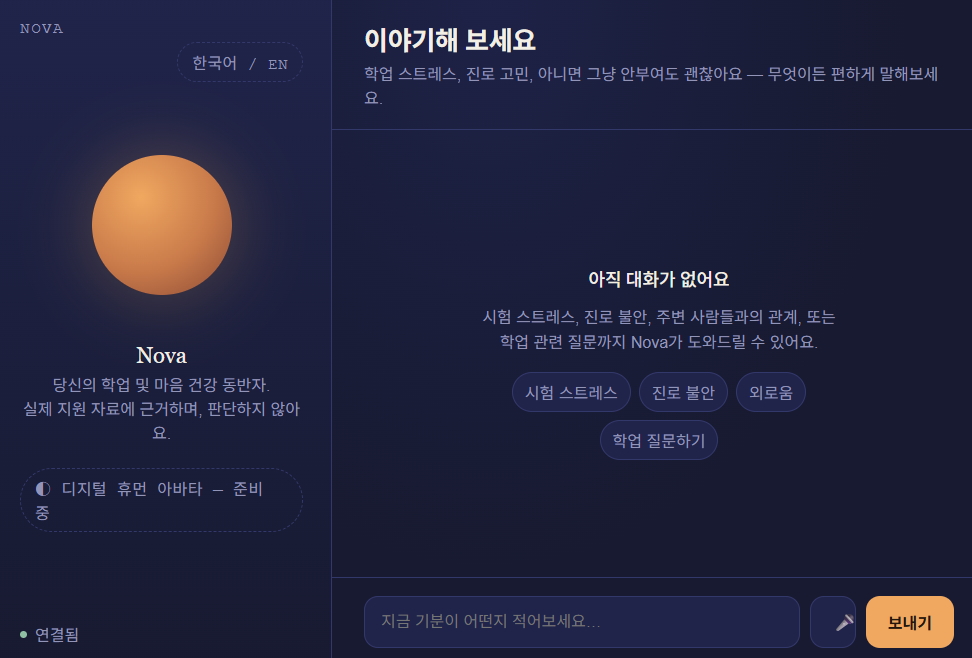 NOVA
한국어 / EN
Nova
당신의 학업 및 마음 건강 동반자.
실제 지원 자료에 근거하며, 판단하지 않아
요.
◐ 디지털 휴먼 아바타 — 준비
중
연결됨
이야기해 보세요
학업 스트레스, 진로 고민, 아니면 그냥 안부여도 괜찮아요 — 무엇이든 편하게 말해보세
요.
아직 대화가 없어요
시험 스트레스, 진로 불안, 주변 사람들과의 관계, 또는
학업 관련 질문까지 Nova가 도와드릴 수 있어요.
시험 스트레스
진로 불안
외로움
학업 질문하기
지금 기분이 어떤지 적어보세요...
보내기